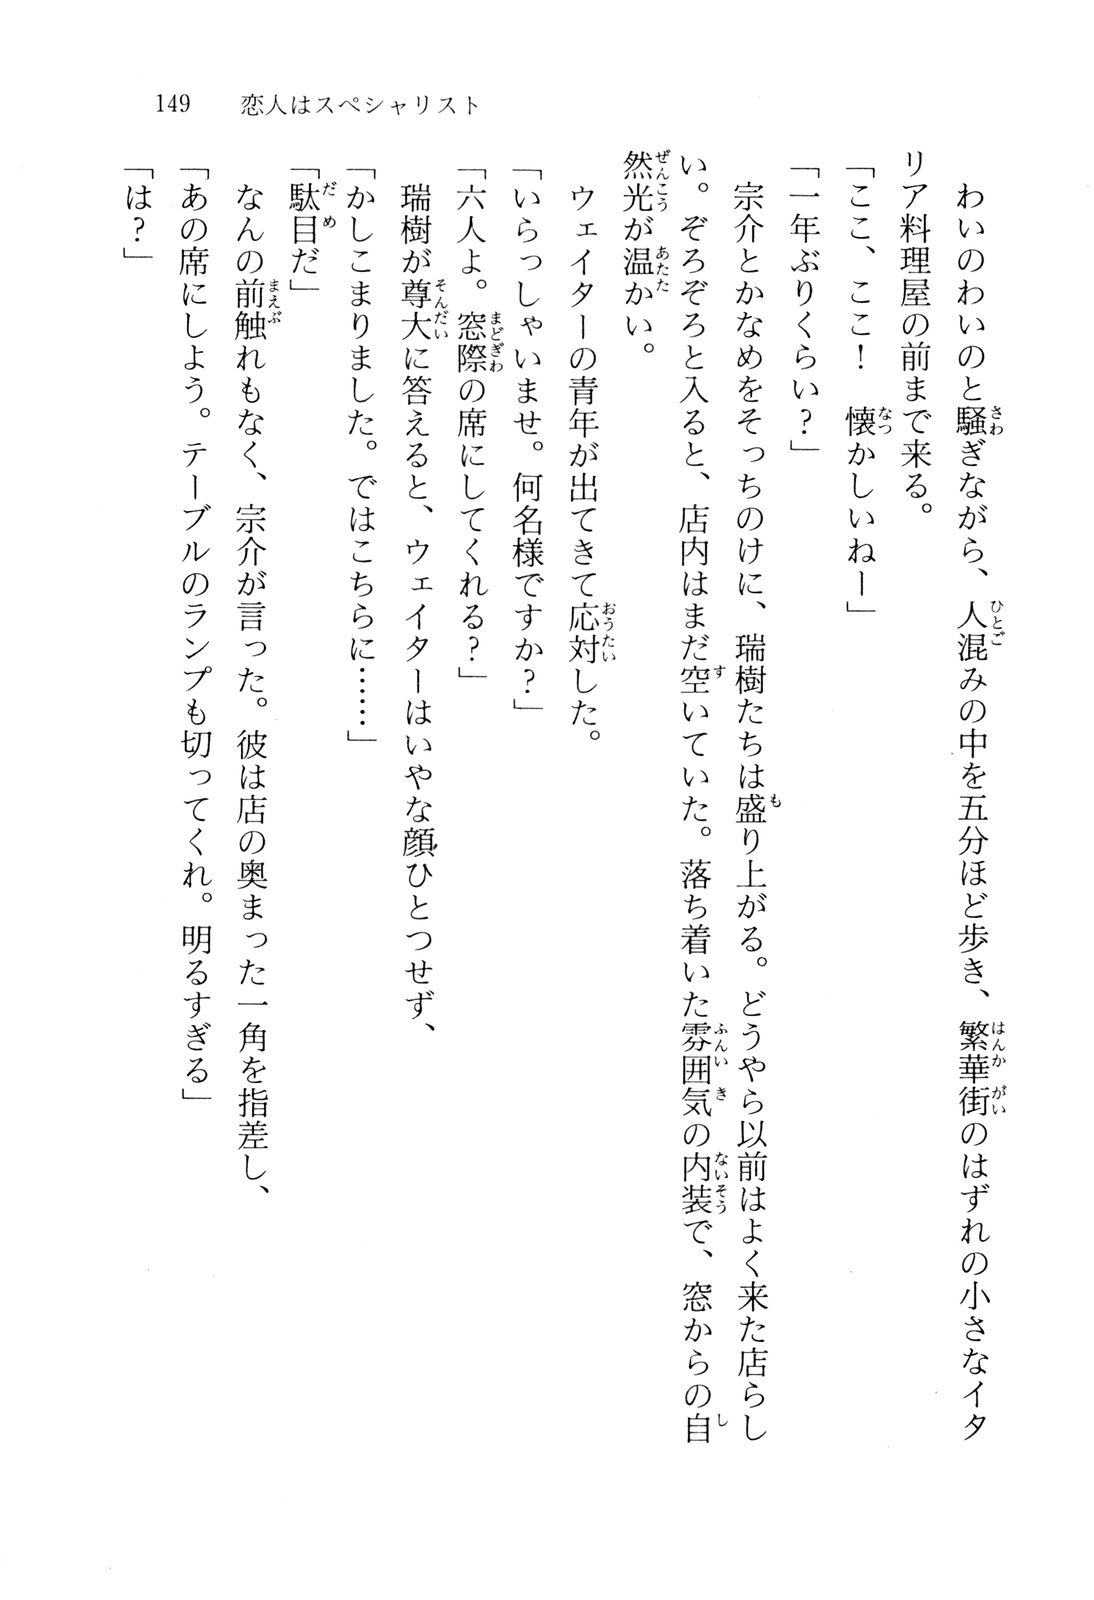 149　恋人はスペシャリスト
　わいのわいのと騒ぎながら、人混みの中を五分ほど歩き、繁華街のはずれの小さなイタ
リア料理屋の前まで来る。
「ここ、ここ！　懐かしいねー」
「一年ぶりくらい？」
　宗介とかなめをそっちのけに、瑞樹たちは盛り上がる。どうやら以前はよく来た店らし
い。ぞろぞろと入ると、店内はまだ空いていた。落ち着いた雰囲気の内装で、窓からの自
然光が温かい。
　ウェイターの青年が出てきて応対した。
「いらっしゃいませ。何名様ですか？」
「六人よ。窓際の席にしてくれる？」
　瑞樹が尊大に答えると、ウェイターはいやな顔ひとつせず、
「かしこまりました。ではこちらに……」
「駄目だ」
　なんの前触れもなく、宗介が言った。彼は店の奥まった一角を指差し、
「あの席にしよう。テーブルのランプも切ってくれ。明るすぎる」
「は？」